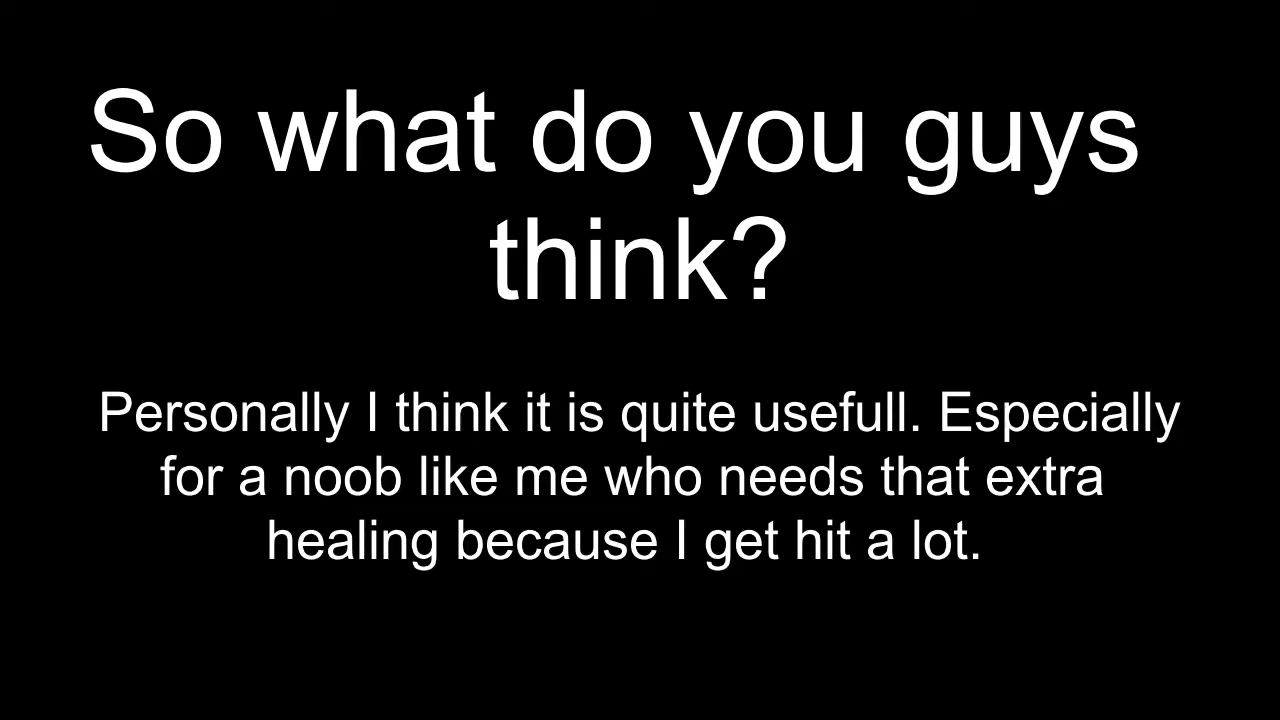 So what do you guys
think?
Personally I think it is quite usefull. Especially
for a noob like me who needs that extra
healing because I get hit a lot.